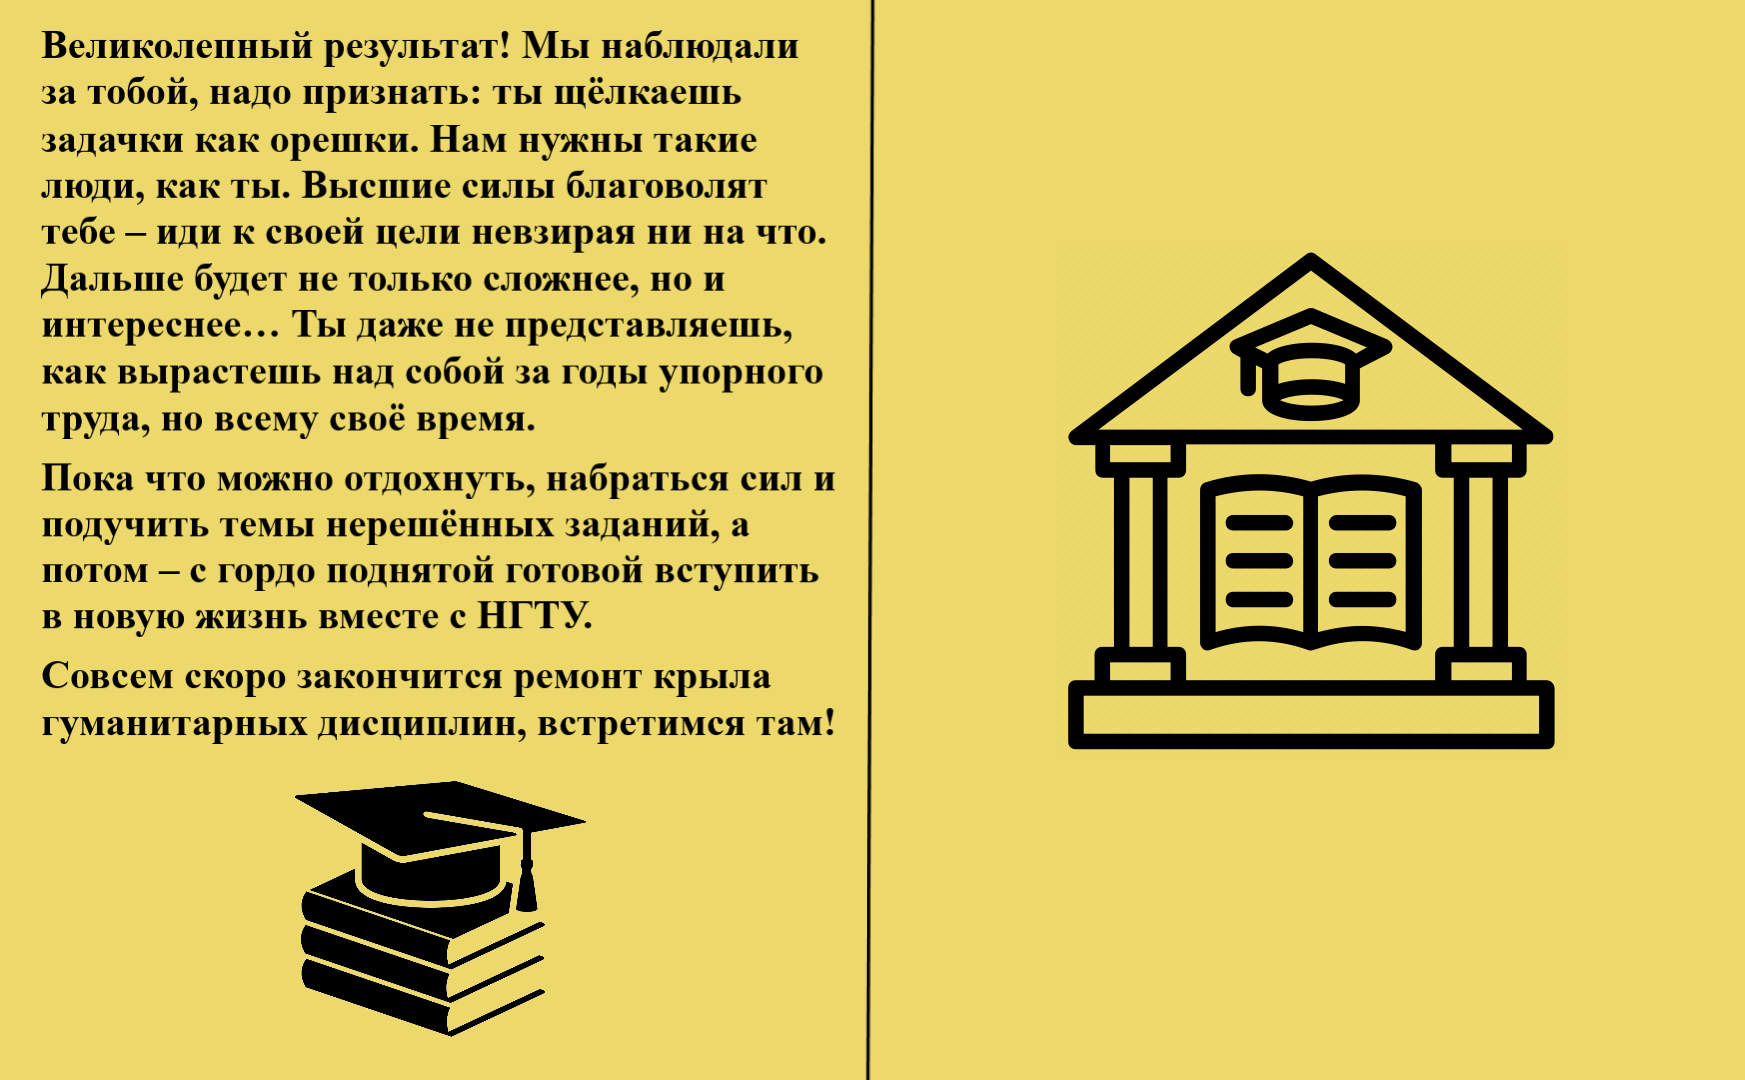 Великолепный результат! Мы наблюдали
за тобой, надо признать: ты щёлкаешь
задачки как орешки. Нам нужны такие
люди, как ты. Высшие силы благоволят
тебе – иди к своей цели невзирая ни на что.
Дальше будет не только сложнее, но и
интереснее… Ты даже не представляешь,
как вырастешь над собой за годы упорного
труда, но всему своё время.
Пока что можно отдохнуть, набраться сил и
подучить темы нерешённых заданий, а
потом – с гордо поднятой готовой вступить
в новую жизнь вместе с НГТУ.
Совсем скоро закончится ремонт крыла
гуманитарных дисциплин, встретимся там!